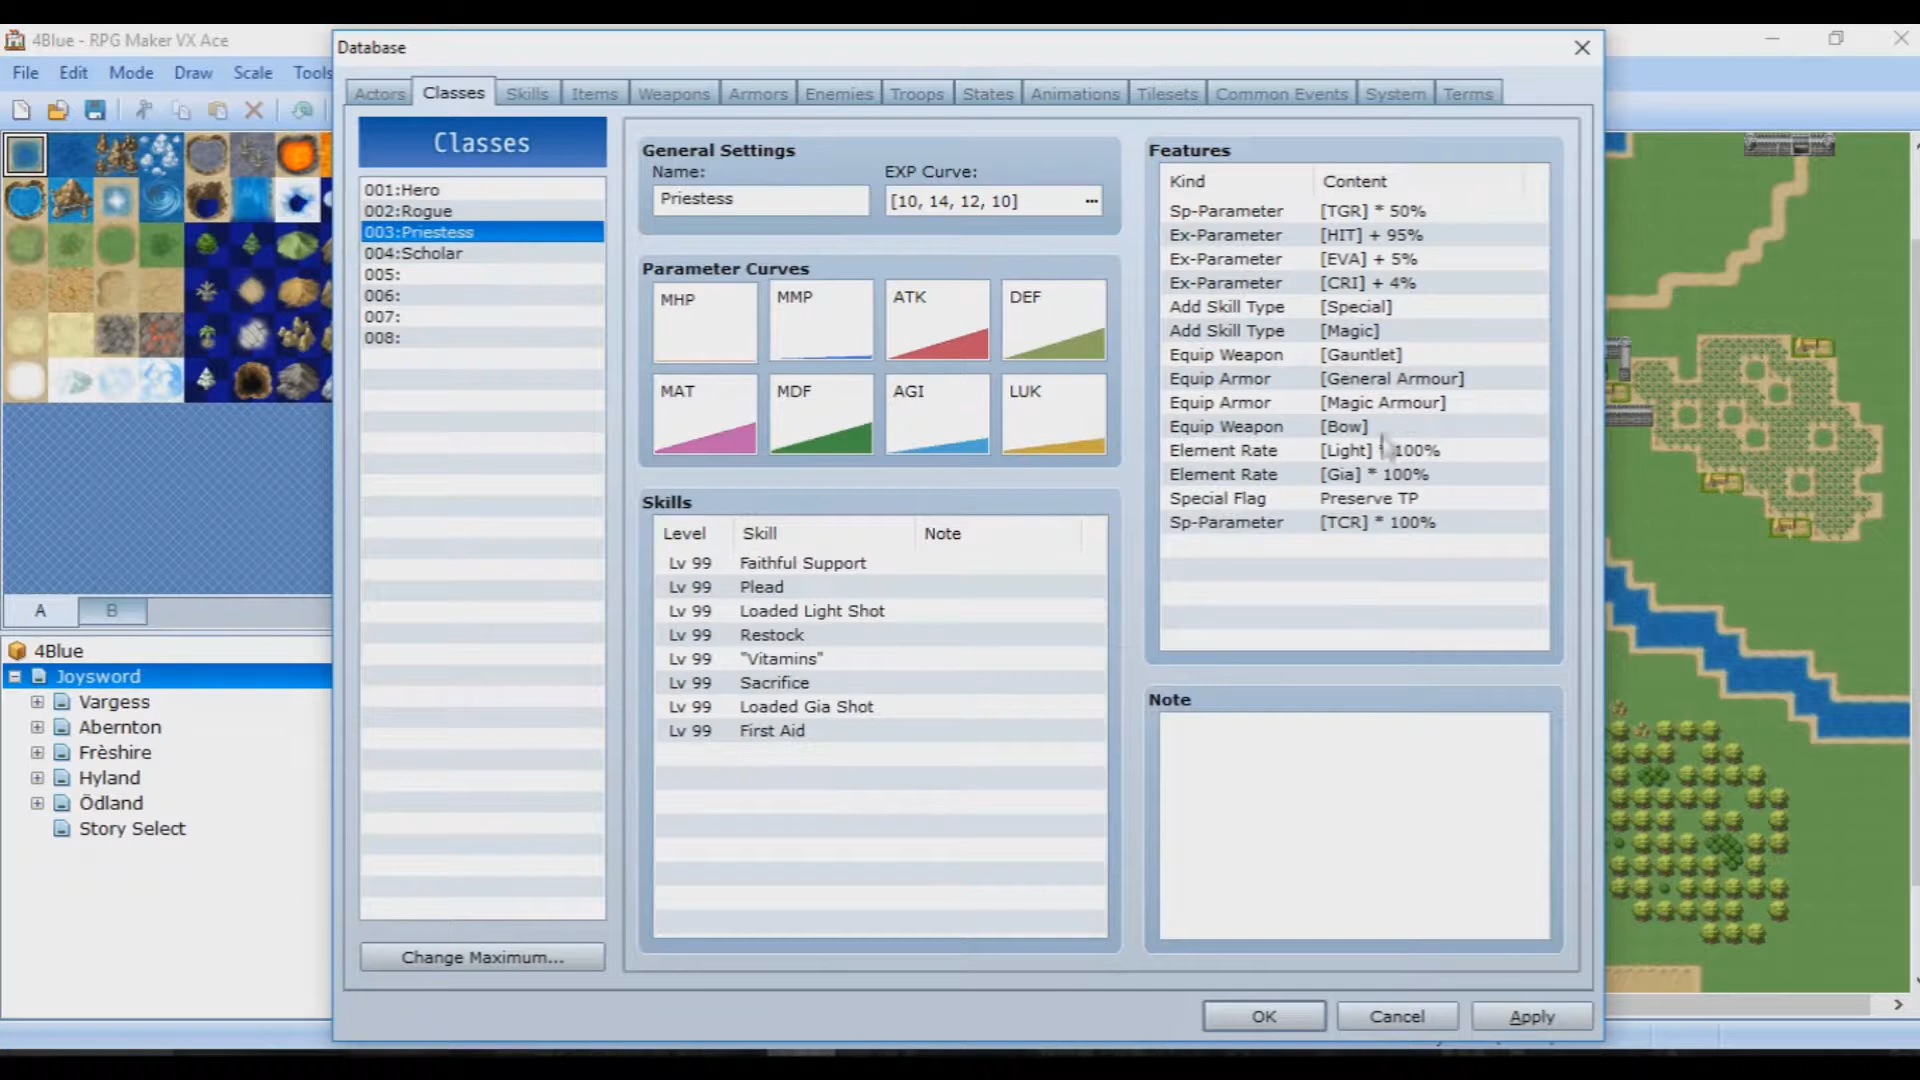 4Blue - RPG Maker VX Ace
File Edit Mode Draw Scale Tools
A B
4Blue
Joysword
Vargess
Abernton
Frèshire
Hyland
Ödland
Story Select
Database
Actors Classes Skills Items Weapons Armors Enemies Troops States Animations Tilesets Common Events System Terms
Classes
001:Hero
002:Rogue
003:Priestess
004:Scholar
005:
006:
007:
008:
Change Maximum...
General Settings
Name: EXP Curve:
Priestess [10, 14, 12, 10] ...
Parameter Curves
MHP MMP ATK DEF
MAT MDF AGI LUK
Skills
Level Skill Note
Lv 99 Faithful Support
Lv 99 Plead
Lv 99 Loaded Light Shot
Lv 99 Restock
Lv 99 "Vitamins"
Lv 99 Sacrifice
Lv 99 Loaded Gia Shot
Lv 99 First Aid
Features
Kind Content
Sp-Parameter [TGR] * 50%
Ex-Parameter [HIT] + 95%
Ex-Parameter [EVA] + 5%
Ex-Parameter [CRI] + 4%
Add Skill Type [Special]
Add Skill Type [Magic]
Equip Weapon [Gauntlet]
Equip Armor [General Armour]
Equip Armor [Magic Armour]
Equip Weapon [Bow]
Element Rate [Light] * 100%
Element Rate [Gia] * 100%
Special Flag Preserve TP
Sp-Parameter [TCR] * 100%
Note
OK Cancel Apply